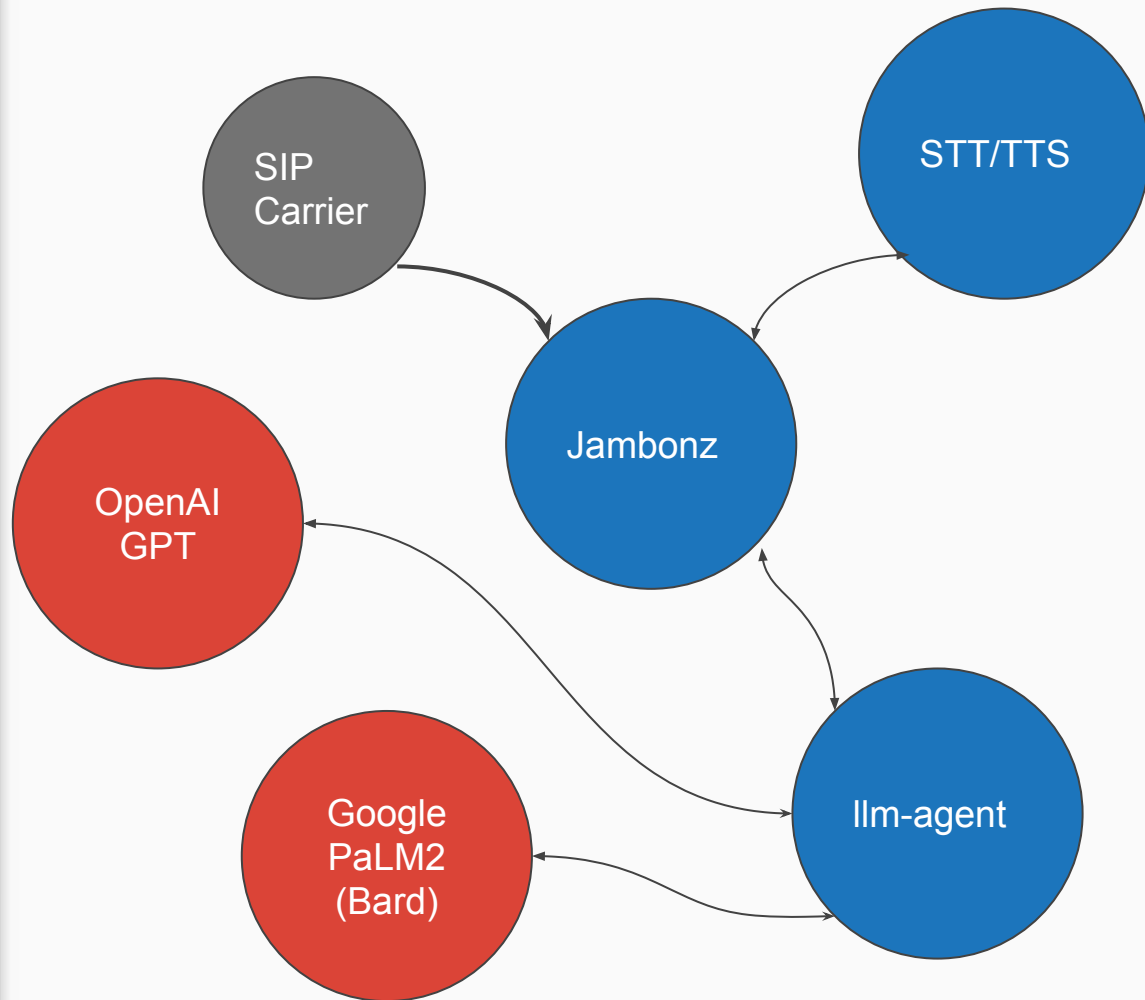 SIP
Carrier
STT/TTS
Jambonz
OpenAI
GPT
Google
PaLM2
(Bard)
llm-agent